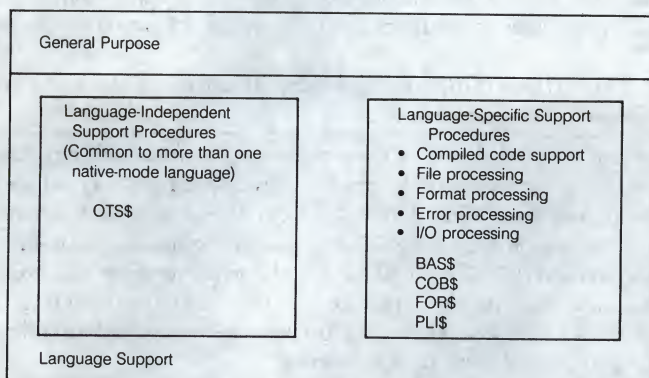 General Purpose
Language-Independent
Support Procedures
(Common to more than one
native-mode language)
OTS$
Language-Specific Support
Procedures
• Compiled code support
• File processing
• Format processing
• Error processing
• I/O processing
BAS$
COB$
FOR$
PLI$
Language Support